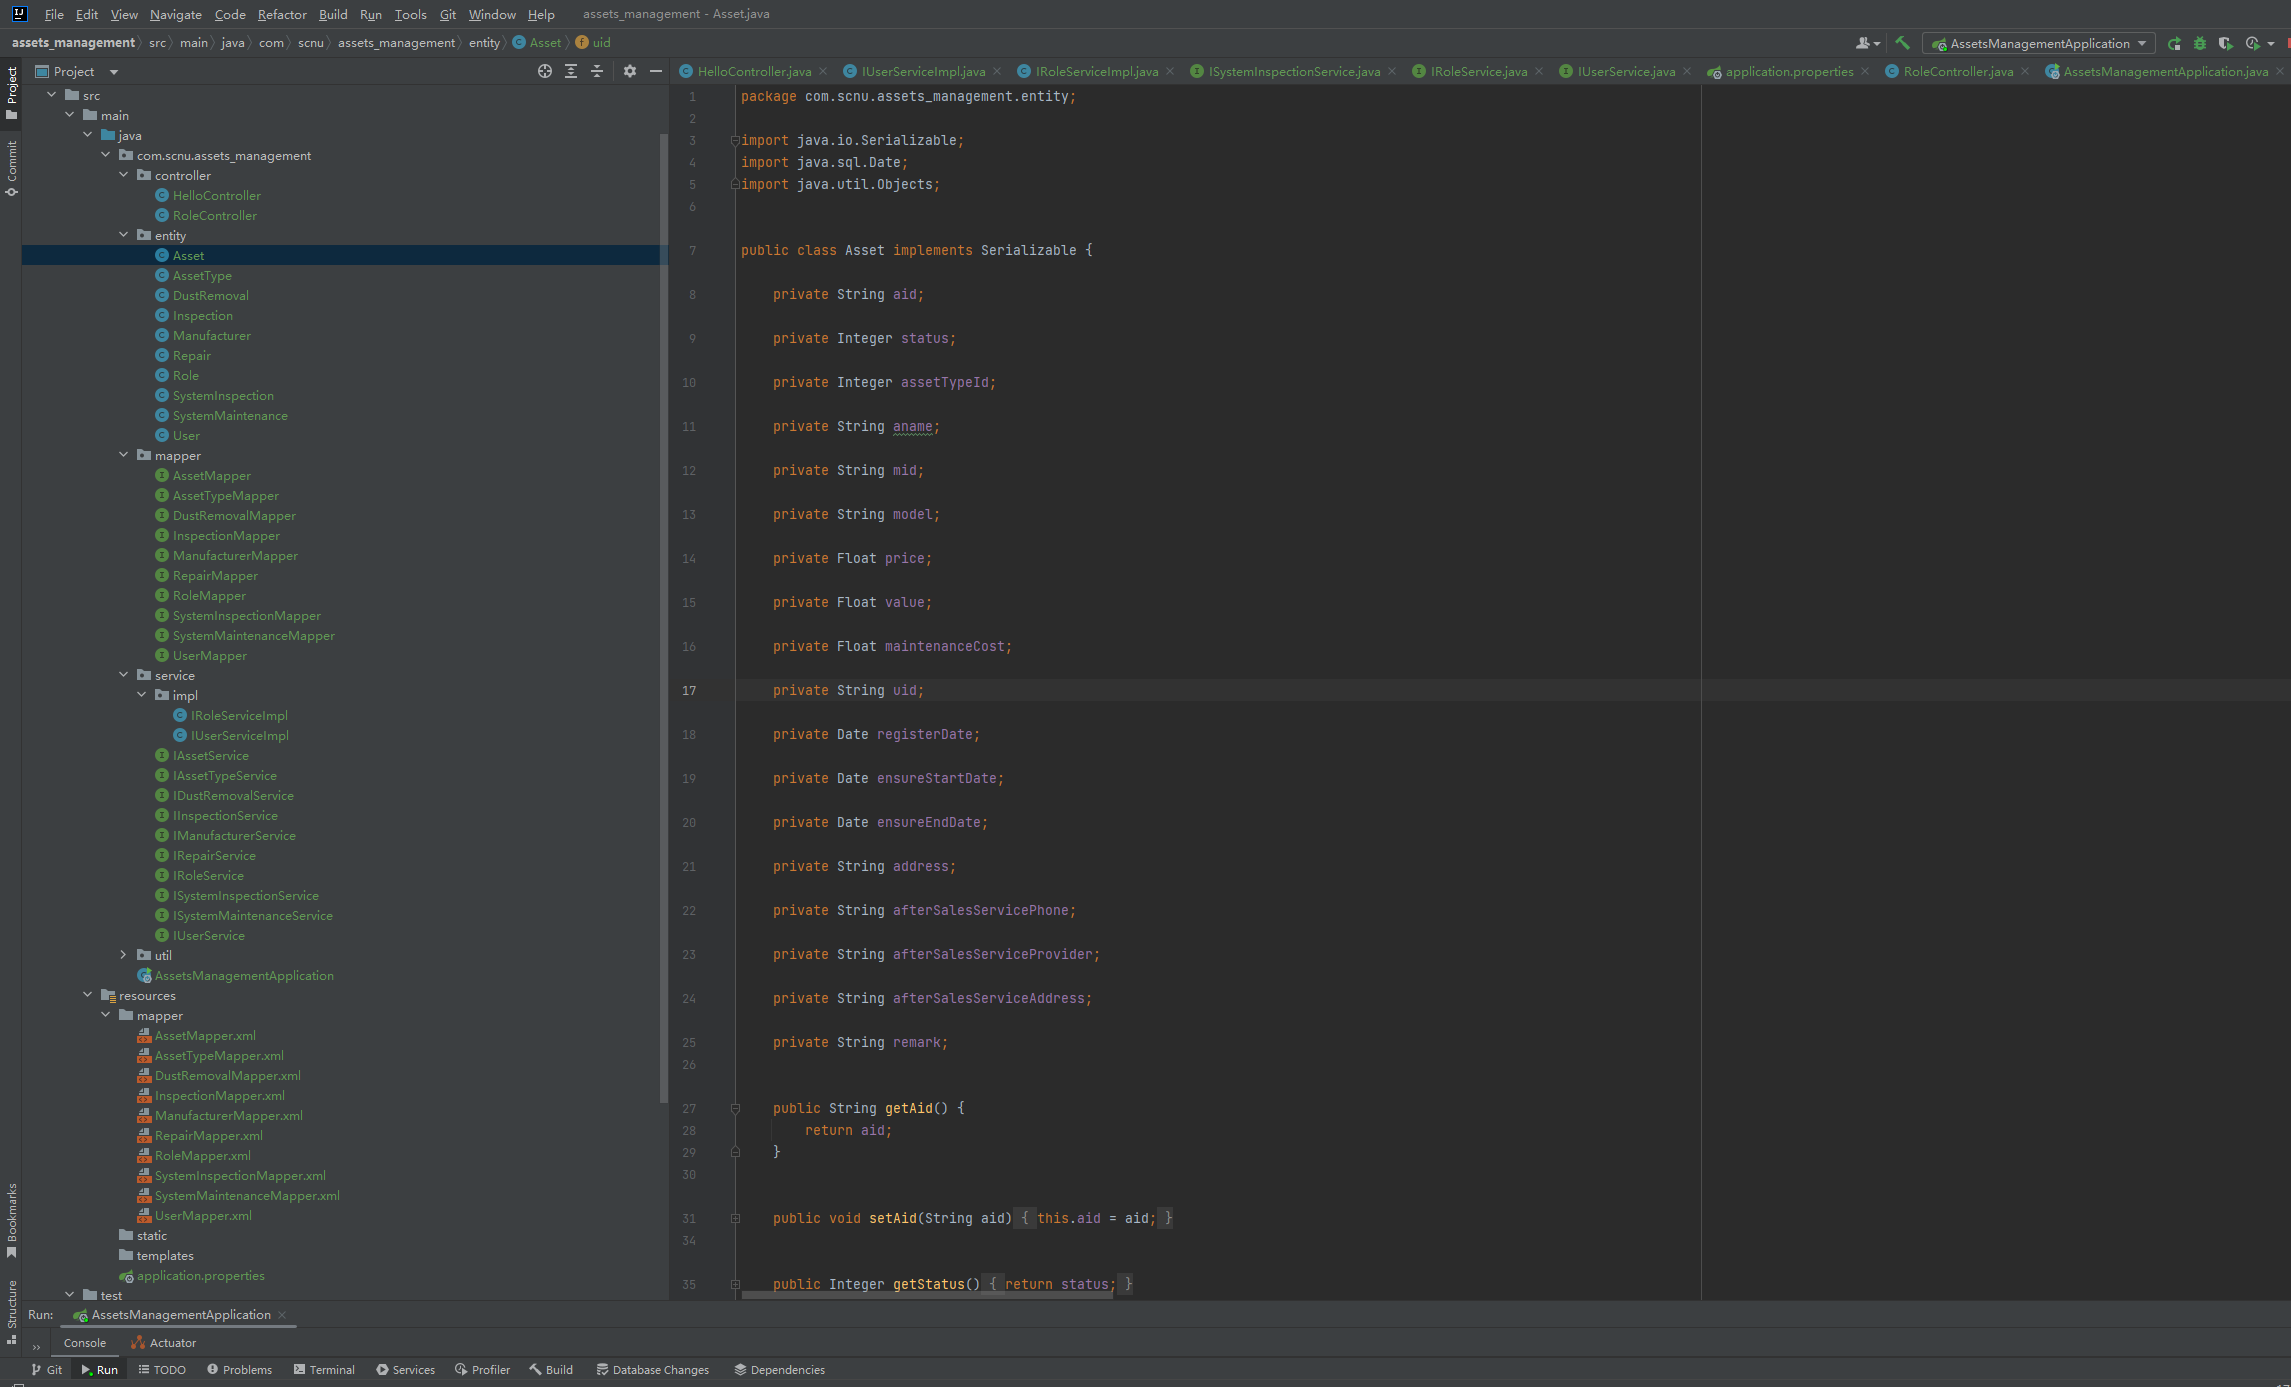 File Edit View Navigate Code Refactor Build Run Tools Git Window Help assets_management - Asset.java
assets_management src main java com scnu assets_management entity Asset uid
AssetsManagementApplication
Project
HelloController.java IUserServiceImpl.java IRoleServiceImpl.java ISystemInspectionService.java IRoleService.java IUserService.java application.properties RoleController.java AssetsManagementApplication.java
Project
Commit
Bookmarks
Structure
src
main
java
com.scnu.assets_management
controller
HelloController
RoleController
entity
Asset
AssetType
DustRemoval
Inspection
Manufacturer
Repair
Role
SystemInspection
SystemMaintenance
User
mapper
AssetMapper
AssetTypeMapper
DustRemovalMapper
InspectionMapper
ManufacturerMapper
RepairMapper
RoleMapper
SystemInspectionMapper
SystemMaintenanceMapper
UserMapper
service
impl
IRoleServiceImpl
IUserServiceImpl
IAssetService
IAssetTypeService
IDustRemovalService
IInspectionService
IManufacturerService
IRepairService
IRoleService
ISystemInspectionService
ISystemMaintenanceService
IUserService
util
AssetsManagementApplication
resources
mapper
AssetMapper.xml
AssetTypeMapper.xml
DustRemovalMapper.xml
InspectionMapper.xml
ManufacturerMapper.xml
RepairMapper.xml
RoleMapper.xml
SystemInspectionMapper.xml
SystemMaintenanceMapper.xml
UserMapper.xml
static
templates
application.properties
test
1 package com.scnu.assets_management.entity;
2
3 import java.io.Serializable;
4 import java.sql.Date;
5 import java.util.Objects;
6
7 public class Asset implements Serializable {
8 private String aid;
9 private Integer status;
10 private Integer assetTypeId;
11 private String aname;
12 private String mid;
13 private String model;
14 private Float price;
15 private Float value;
16 private Float maintenanceCost;
17 private String uid;
18 private Date registerDate;
19 private Date ensureStartDate;
20 private Date ensureEndDate;
21 private String address;
22 private String afterSalesServicePhone;
23 private String afterSalesServiceProvider;
24 private String afterSalesServiceAddress;
25 private String remark;
26
27 public String getAid() {
28 return aid;
29 }
30
31 public void setAid(String aid) { this.aid = aid; }
34
35 public Integer getStatus() { return status; }
Run: AssetsManagementApplication
Console Actuator
Git Run TODO Problems Terminal Services Profiler Build Database Changes Dependencies